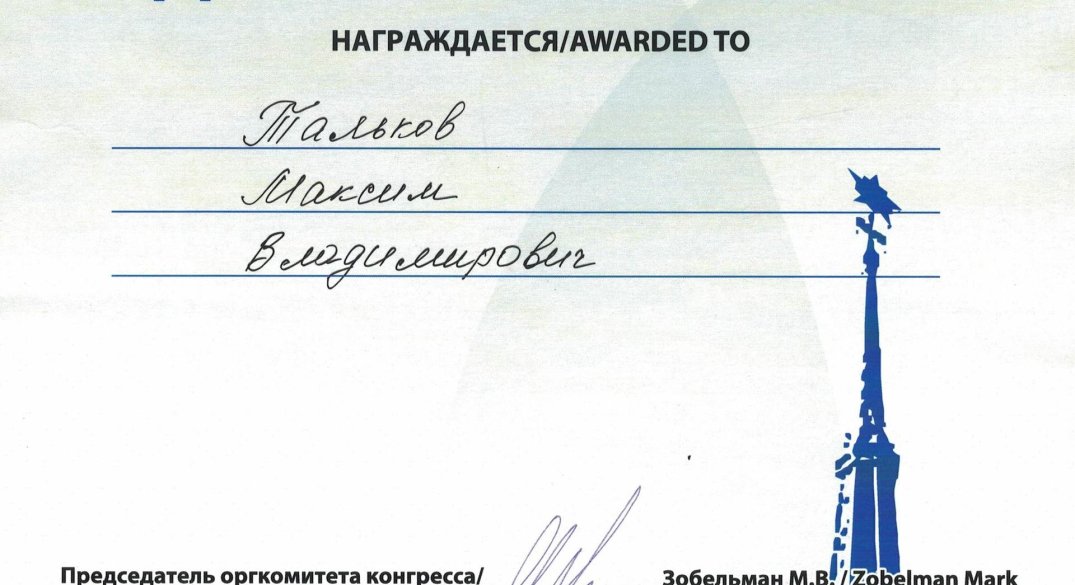 НАГРАЖДАЕТСЯ/AWARDED TO
Тальков
Максим
Владимирович
Председатель оргкомитета конгресса/
Зобельман М.В. / Zobelman Mark